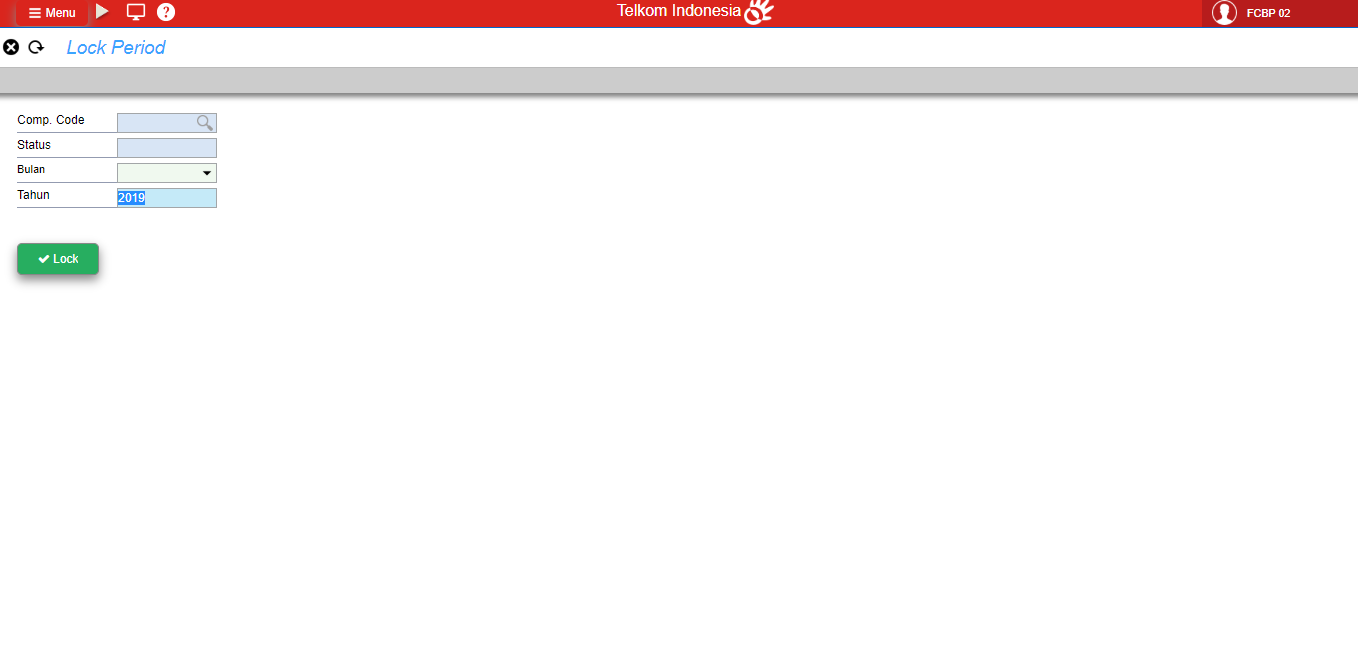 Menu
?
Telkom Indonesia
FCBP 02
Lock Period
Comp. Code
Status
Bulan
Tahun 2019
Lock